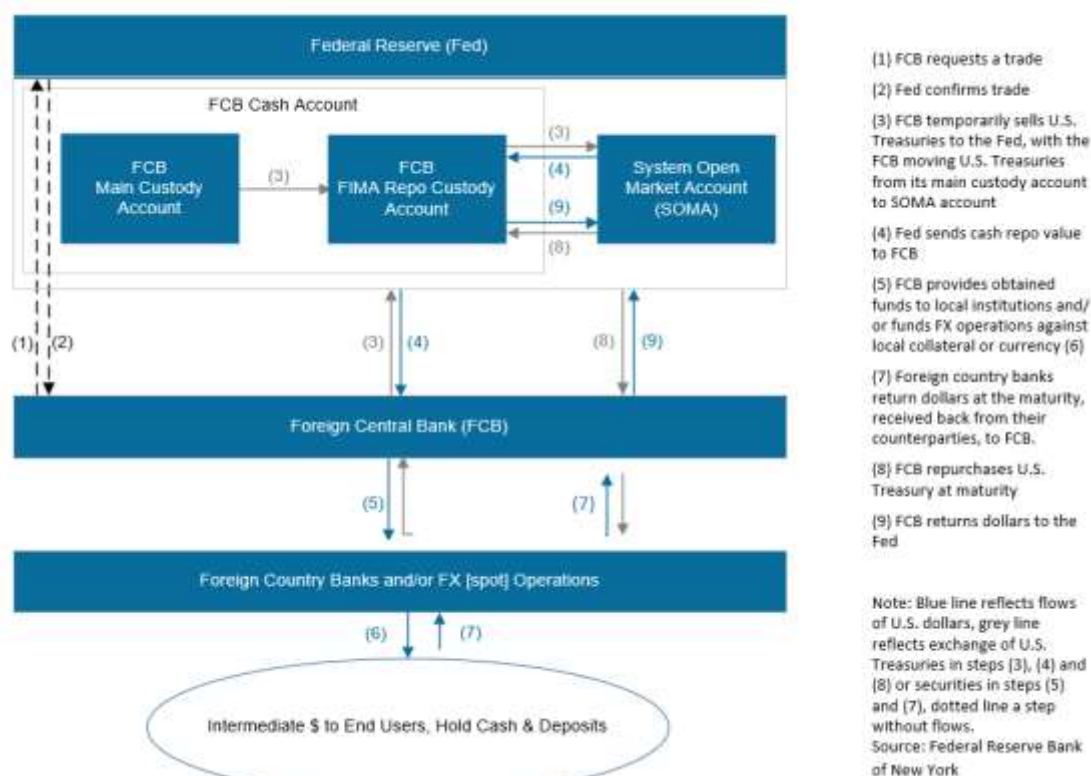 Federal Reserve (Fed)
FCB Cash Account
FCB
Main Custody
Account
(3)
FCB
FIMA Repo Custody
Account
(3)
(4)
(9)
(8)
System Open
Market Account
(SOMA)
(1)
(2)
(3)
(4)
(8)
(9)
Foreign Central Bank (FCB)
(5)
(7)
Foreign Country Banks and/or FX [spot] Operations
(6)
(7)
Intermediate $ to End Users, Hold Cash & Deposits
(1) FCB requests a trade
(2) Fed confirms trade
(3) FCB temporarily sells U.S.
Treasuries to the Fed, with the
FCB moving U.S. Treasuries
from its main custody account
to SOMA account
(4) Fed sends cash repo value
to FCB
(5) FCB provides obtained
funds to local institutions and/
or funds FX operations against
local collateral or currency (6)
(7) Foreign country banks
return dollars at the maturity,
received back from their
counterparties, to FCB.
(8) FCB repurchases U.S.
Treasury at maturity
(9) FCB returns dollars to the
Fed
Note: Blue line reflects flows
of U.S. dollars, grey line
reflects exchange of U.S.
Treasuries in steps (3), (4) and
(8) or securities in steps (5)
and (7), dotted line a step
without flows.
Source: Federal Reserve Bank
of New York